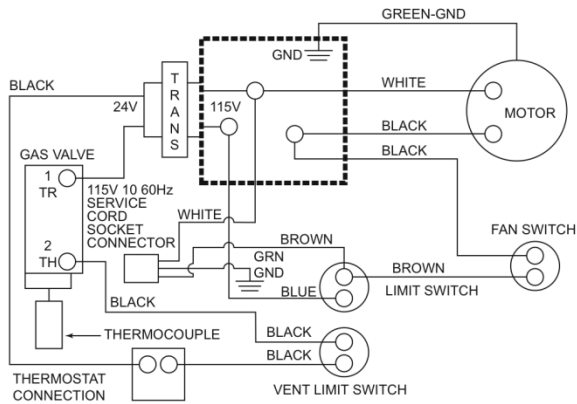 GREEN-GND
GND
BLACK
24V
TRANS
115V
WHITE
MOTOR
BLACK
BLACK
GAS VALVE
1
TR
2
TH
115V 10 60Hz
SERVICE
CORD
SOCKET
CONNECTOR
WHITE
BROWN
GRN
GND
BLUE
FAN SWITCH
BROWN
LIMIT SWITCH
BLACK
THERMOCOUPLE
BLACK
BLACK
THERMOSTAT
CONNECTION
VENT LIMIT SWITCH